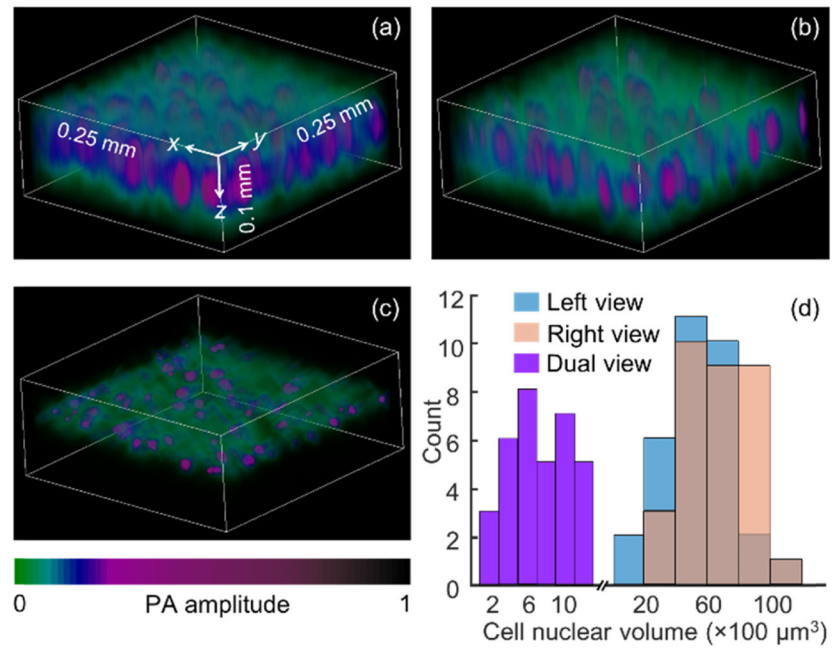 (a)
0.25 mm
x
y
0.25 mm
z
0.1 mm
(b)
(c)
0
PA amplitude
1
(d)
Left view
Right view
Dual view
Count
12
10
8
6
4
2
0
2 6 10 20 60 100
Cell nuclear volume (×100 µm³)